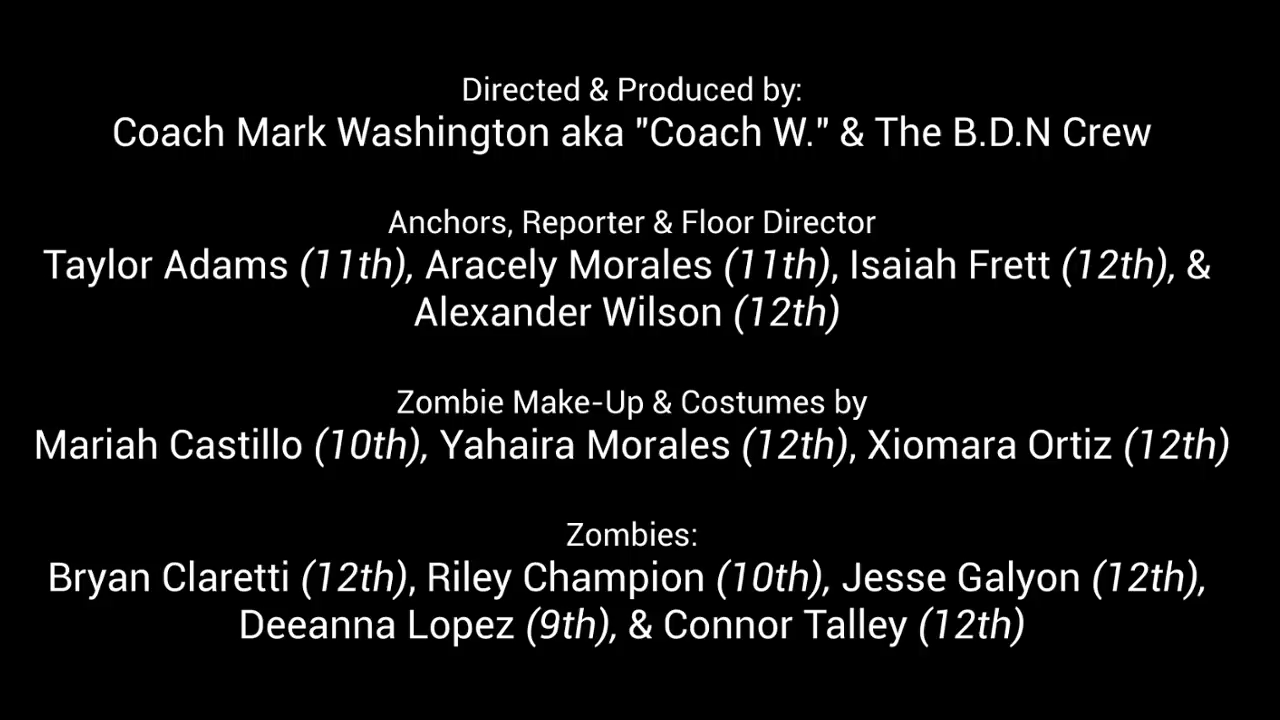 Directed & Produced by:
Coach Mark Washington aka "Coach W." & The B.D.N Crew
Anchors, Reporter & Floor Director
Taylor Adams (11th), Aracely Morales (11th), Isaiah Frett (12th), &
Alexander Wilson (12th)
Zombie Make-Up & Costumes by
Mariah Castillo (10th), Yahaira Morales (12th), Xiomara Ortiz (12th)
Zombies:
Bryan Claretti (12th), Riley Champion (10th), Jesse Galyon (12th),
Deeanna Lopez (9th), & Connor Talley (12th)